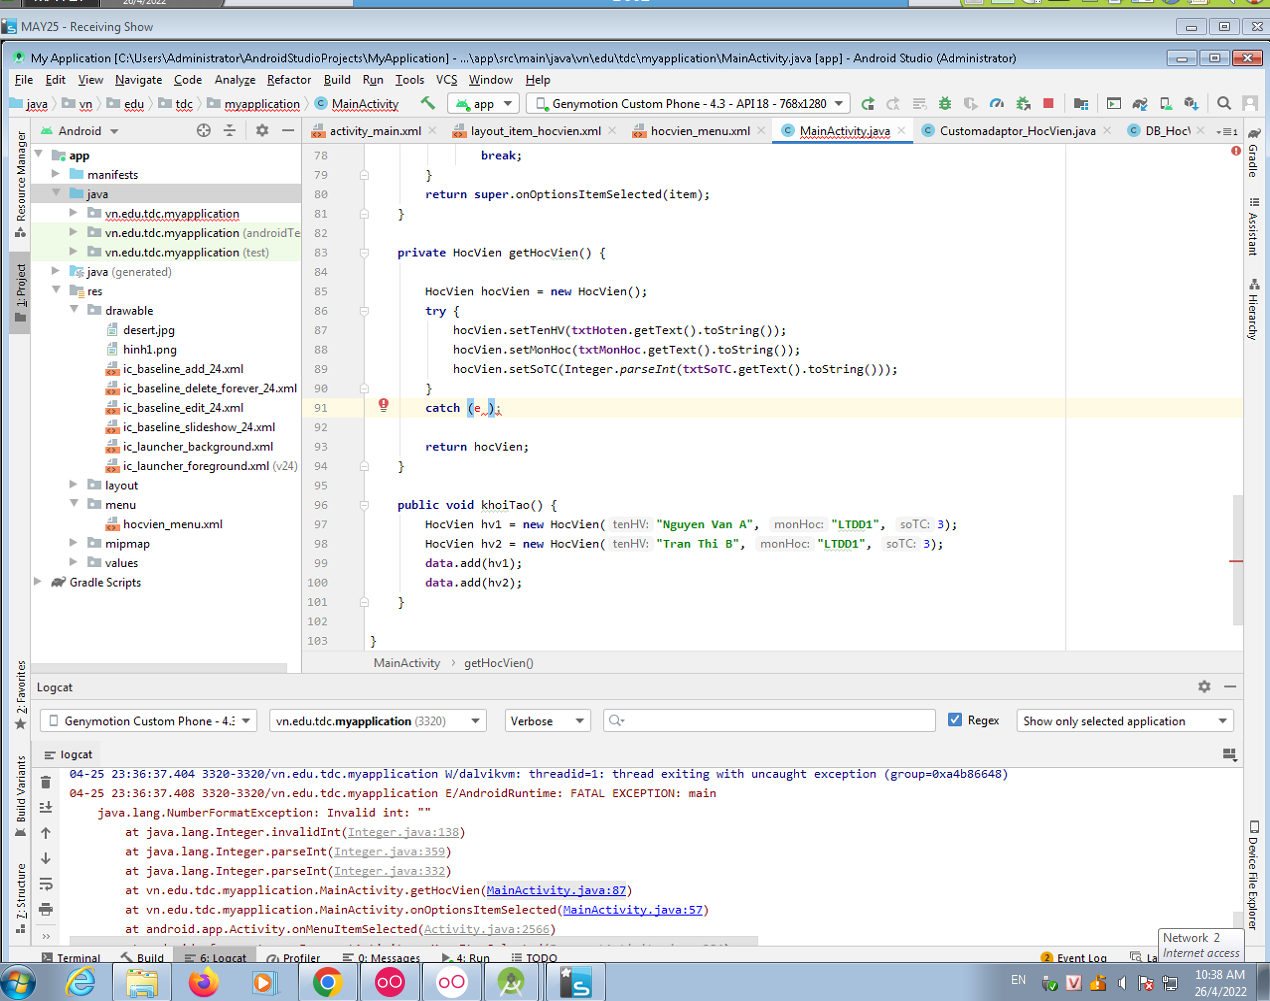 26/4/2022
MAY25 - Receiving Show
My Application [C:\Users\Administrator\AndroidStudioProjects\MyApplication] - ...\app\src\main\java\vn\edu\tdc\myapplication\MainActivity.java [app] - Android Studio (Administrator)
File Edit View Navigate Code Analyze Refactor Build Run Tools VCS Window Help
java vn edu tdc myapplication MainActivity app Genymotion Custom Phone - 4.3 - API 18 - 768x1280
Android activity_main.xml layout_item_hocvien.xml hocvien_menu.xml MainActivity.java Customadaptor_HocVien.java DB_HocV
Resource Manager
1: Project
2: Favorites
Build Variants
7: Structure
app
manifests
java
vn.edu.tdc.myapplication
vn.edu.tdc.myapplication (androidTe
vn.edu.tdc.myapplication (test)
java (generated)
res
drawable
desert.jpg
hinh1.png
ic_baseline_add_24.xml
ic_baseline_delete_forever_24.xml
ic_baseline_edit_24.xml
ic_baseline_slideshow_24.xml
ic_launcher_background.xml
ic_launcher_foreground.xml (v24)
layout
menu
hocvien_menu.xml
mipmap
values
Gradle Scripts
78 break;
79 }
80 return super.onOptionsItemSelected(item);
81 }
82
83 private HocVien getHocVien() {
84
85 HocVien hocVien = new HocVien();
86 try {
87 hocVien.setTenHV(txtHoten.getText().toString());
88 hocVien.setMonHoc(txtMonHoc.getText().toString());
89 hocVien.setSoTC(Integer.parseInt(txtSoTC.getText().toString()));
90 }
91 catch (e );
92
93 return hocVien;
94 }
95
96 public void khoiTao() {
97 HocVien hv1 = new HocVien( tenHV: "Nguyen Van A", monHoc: "LTDD1", soTC: 3);
98 HocVien hv2 = new HocVien( tenHV: "Tran Thi B", monHoc: "LTDD1", soTC: 3);
99 data.add(hv1);
100 data.add(hv2);
101 }
102
103 }
MainActivity > getHocVien()
Gradle
Assistant
Hierarchy
Device File Explorer
Logcat
Genymotion Custom Phone - 4.3 vn.edu.tdc.myapplication (3320) Verbose Regex Show only selected application
logcat
04-25 23:36:37.404 3320-3320/vn.edu.tdc.myapplication W/dalvikvm: threadid=1: thread exiting with uncaught exception (group=0xa4b86648)
04-25 23:36:37.408 3320-3320/vn.edu.tdc.myapplication E/AndroidRuntime: FATAL EXCEPTION: main
java.lang.NumberFormatException: Invalid int: ""
at java.lang.Integer.invalidInt(Integer.java:138)
at java.lang.Integer.parseInt(Integer.java:359)
at java.lang.Integer.parseInt(Integer.java:332)
at vn.edu.tdc.myapplication.MainActivity.getHocVien(MainActivity.java:87)
at vn.edu.tdc.myapplication.MainActivity.onOptionsItemSelected(MainActivity.java:57)
at android.app.Activity.onMenuItemSelected(Activity.java:2566)
Terminal Build 6: Logcat Profiler 0: Messages 4: Run TODO Event Log La
Network 2
Internet access
EN 10:38 AM
26/4/2022